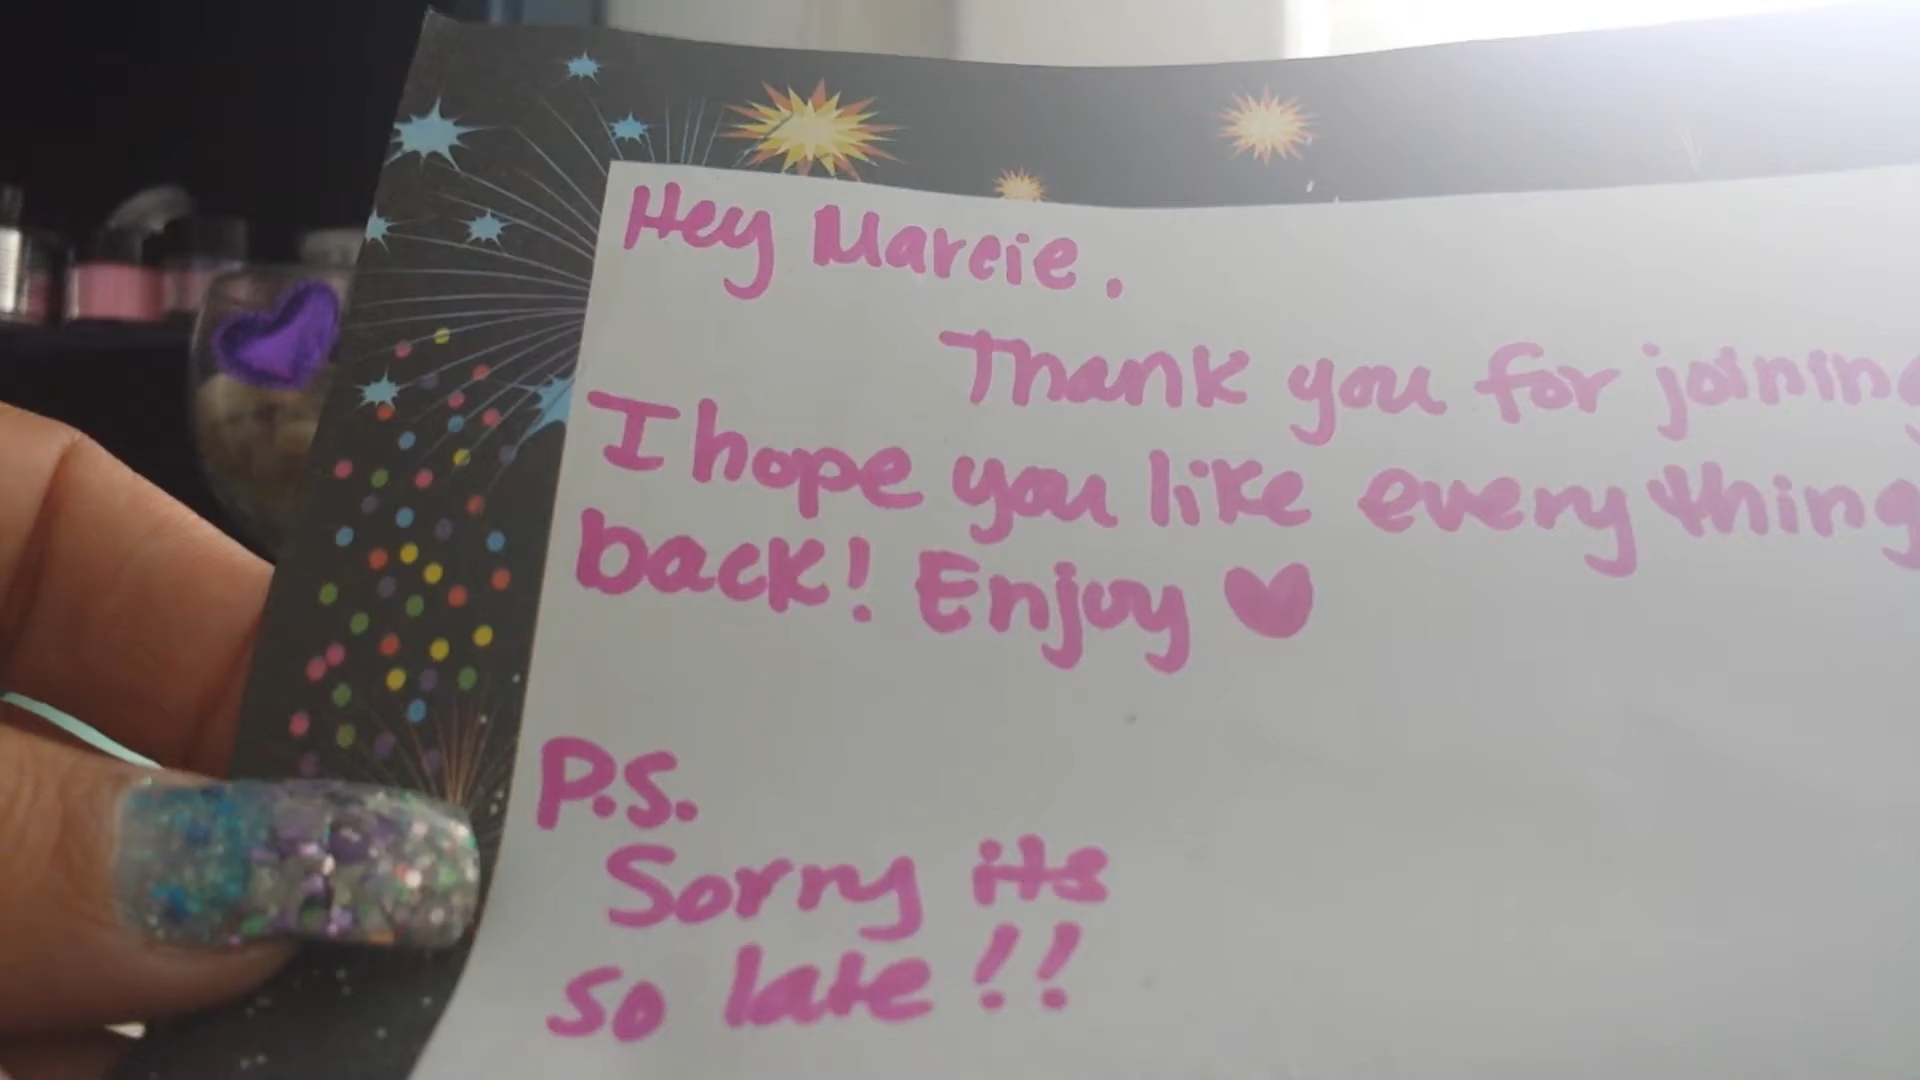 Hey Marcie.
Thank you for joining
I hope you like everything
back! Enjoy ♥
P.S.
Sorry its
so late!!